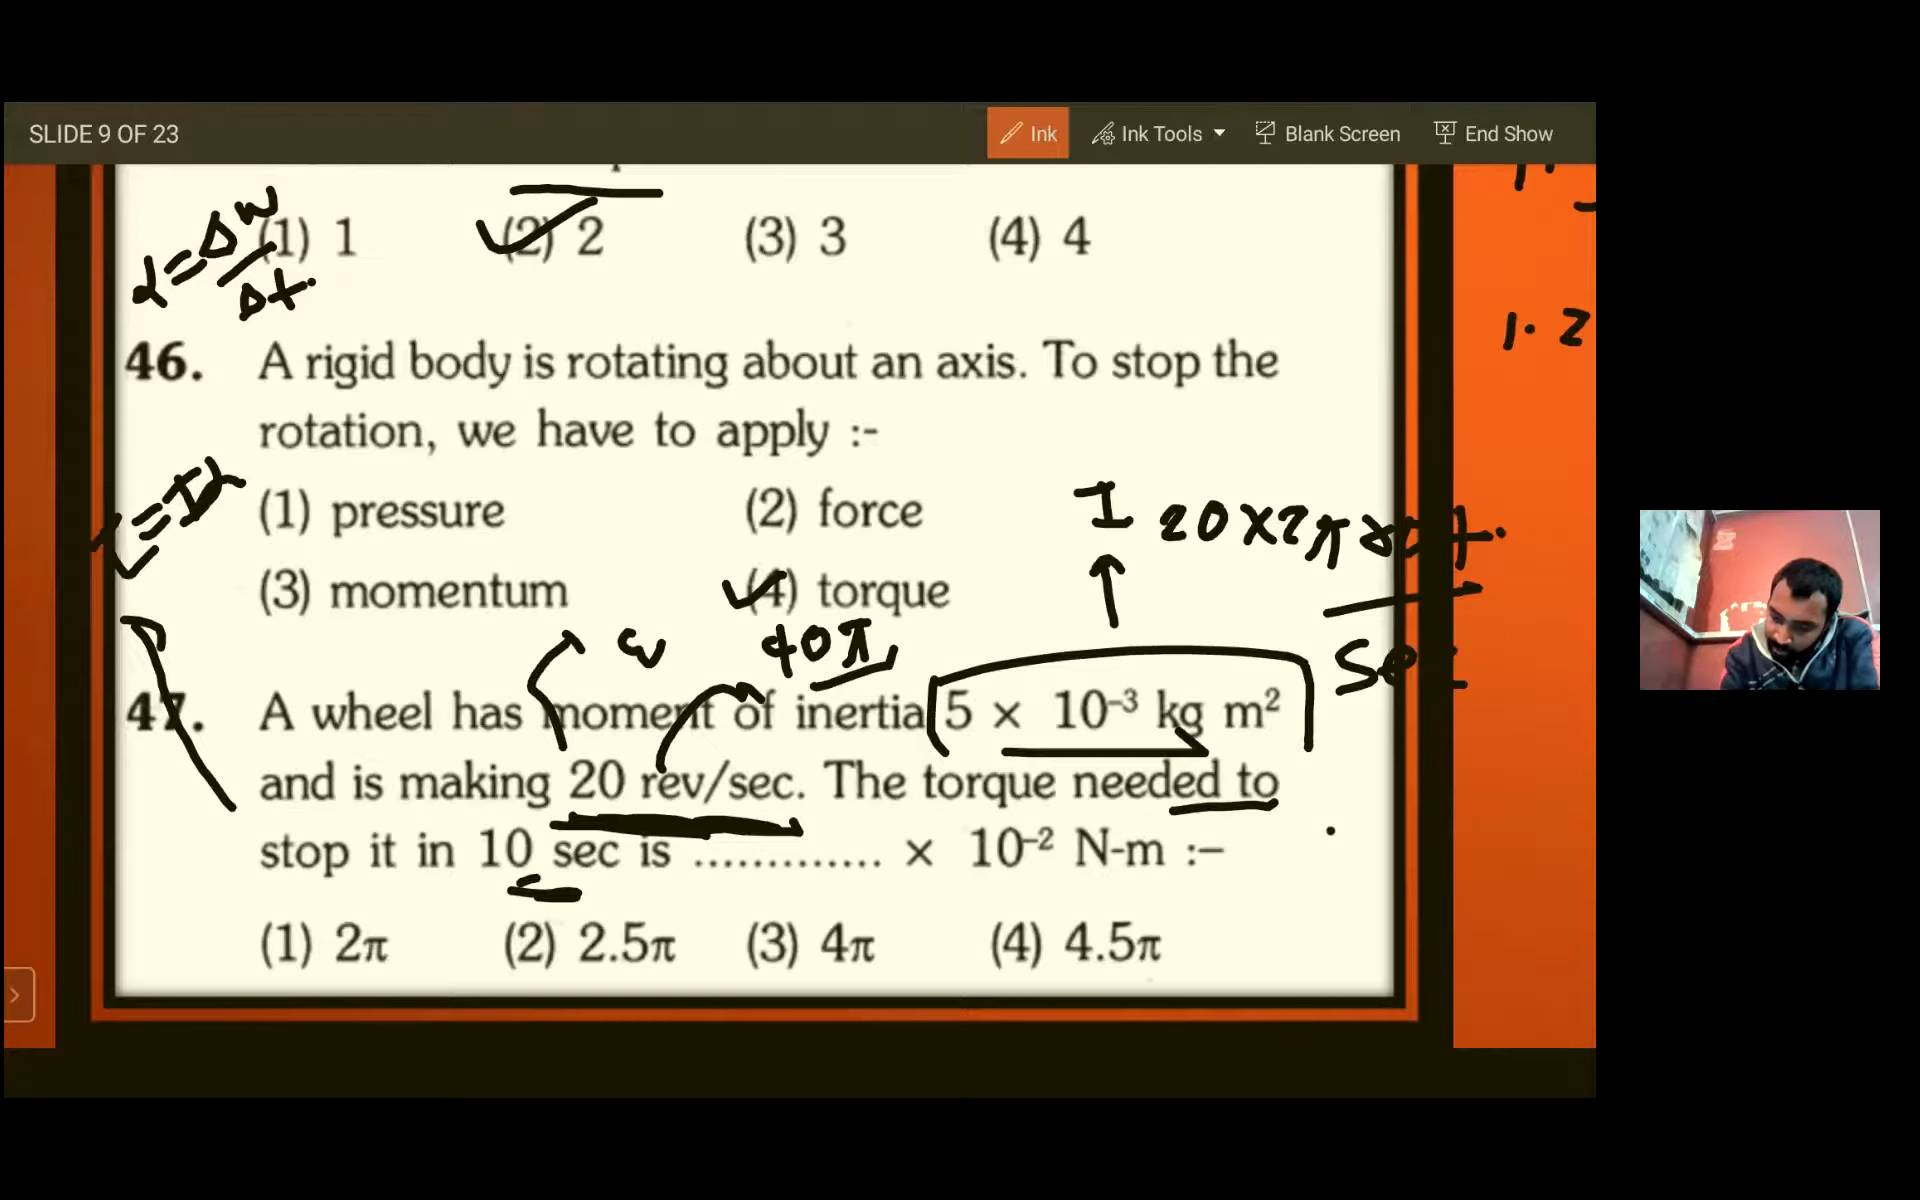 SLIDE 9 OF 23
Ink
Ink Tools
Blank Screen
End Show
(1) 1 (2) 2 (3) 3 (4) 4
α = Δw / Δt
1.2
46. A rigid body is rotating about an axis. To stop the
rotation, we have to apply :-
τ = Iα
(1) pressure (2) force
I 20×2π
(3) momentum (4) torque
ω 40π
sec
47. A wheel has moment of inertia 5 × 10⁻³ kg m²
and is making 20 rev/sec. The torque needed to
stop it in 10 sec is ............. × 10⁻² N-m :–
(1) 2π (2) 2.5π (3) 4π (4) 4.5π